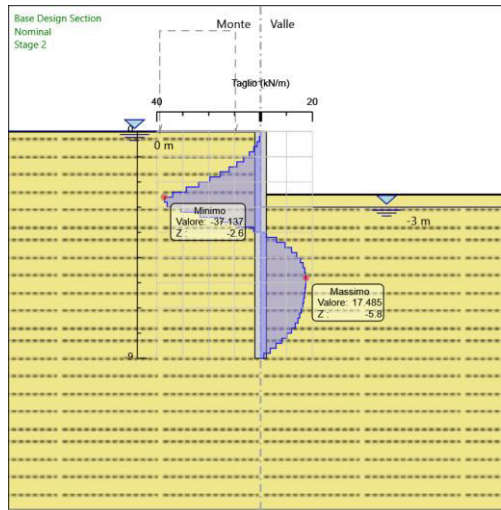 Base Design Section
Nominal
Stage 2
Monte Valle
Taglio (kN/m)
40 20
0
0 m
Minimo
Valore: -37.137
Z : -2.6
-3 m
Massimo
Valore: 17.485
Z : -5.8
-9